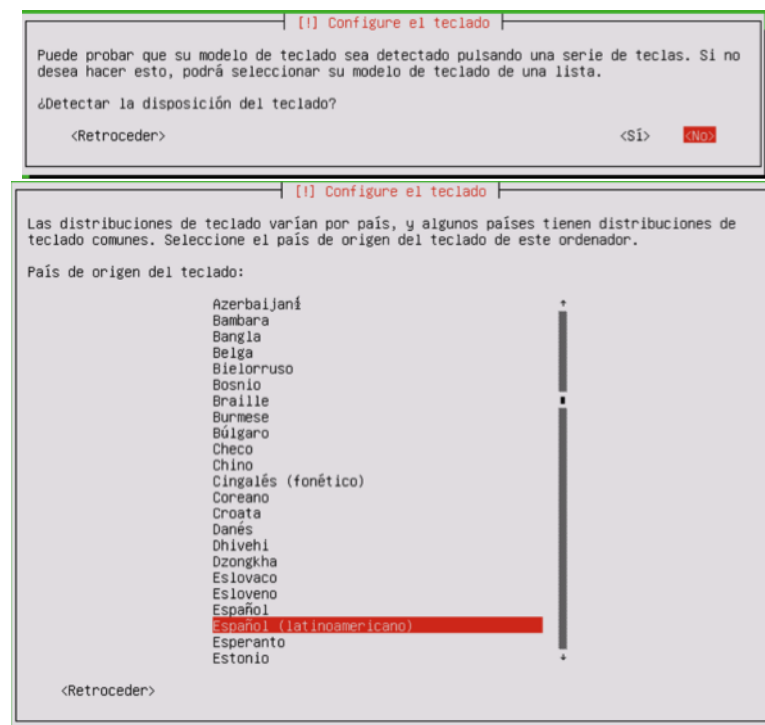 [!] Configure el teclado
Puede probar que su modelo de teclado sea detectado pulsando una serie de teclas. Si no
desea hacer esto, podrá seleccionar su modelo de teclado de una lista.
¿Detectar la disposición del teclado?
<Retroceder> <Sí> <No>
[!] Configure el teclado
Las distribuciones de teclado varían por país, y algunos países tienen distribuciones de
teclado comunes. Seleccione el país de origen del teclado de este ordenador.
País de origen del teclado:
Azerbaijaní
Bambara
Bangla
Belga
Bielorruso
Bosnio
Braille
Burmese
Búlgaro
Checo
Chino
Cingalés (fonético)
Coreano
Croata
Danés
Dhivehi
Dzongkha
Eslovaco
Esloveno
Español
Español (latinoamericano)
Esperanto
Estonio
<Retroceder>